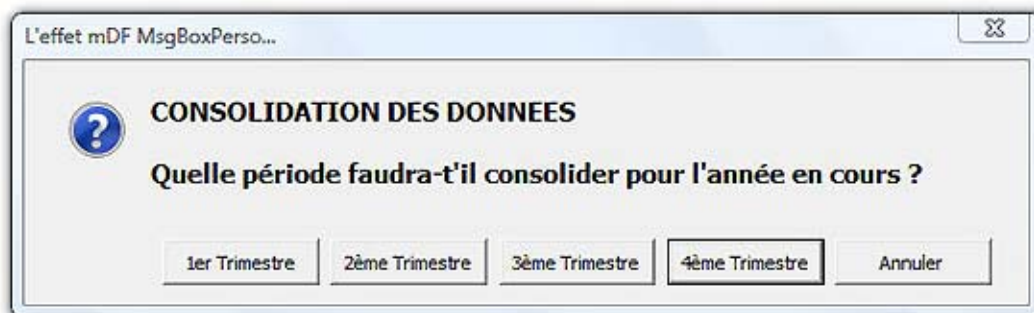 L'effet mDF MsgBoxPerso...
CONSOLIDATION DES DONNEES
Quelle période faudra-t'il consolider pour l'année en cours ?
1er Trimestre 2ème Trimestre 3ème Trimestre 4ème Trimestre Annuler